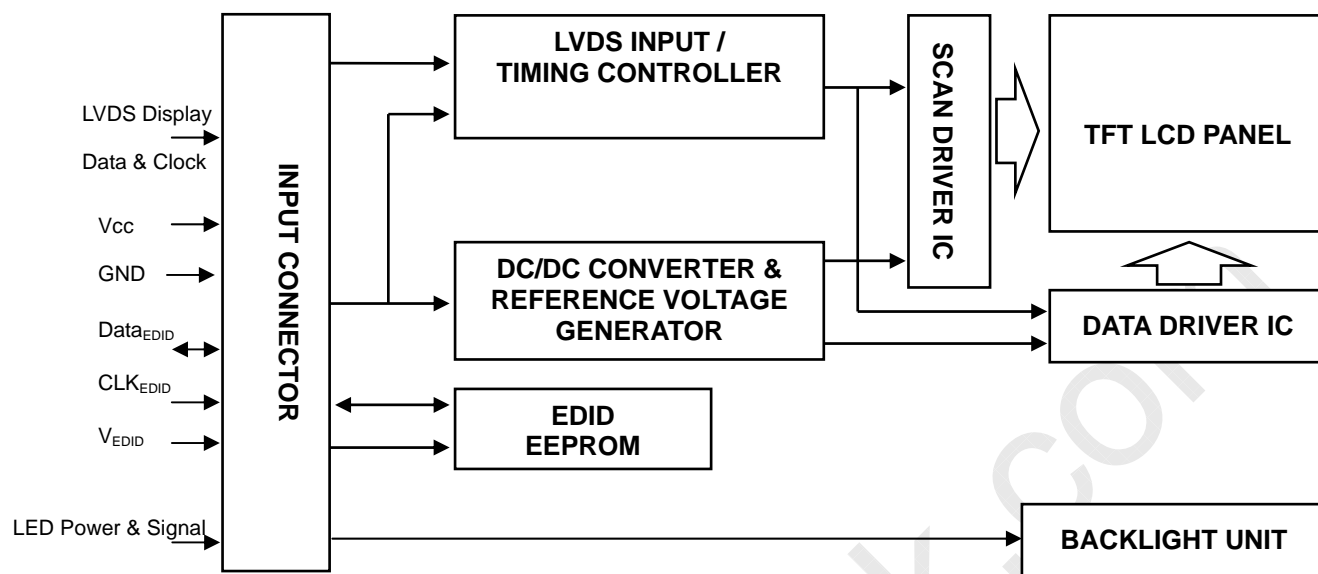 LVDS Display
Data & Clock
Vcc
GND
DataEDID
CLKEDID
VEDID
LED Power & Signal
INPUT CONNECTOR
LVDS INPUT /
TIMING CONTROLLER
DC/DC CONVERTER &
REFERENCE VOLTAGE
GENERATOR
EDID
EEPROM
SCAN DRIVER IC
TFT LCD PANEL
DATA DRIVER IC
BACKLIGHT UNIT
k.com